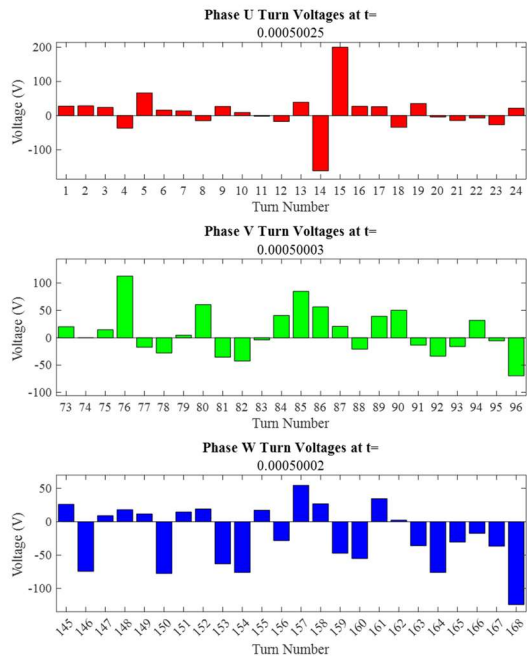 Phase U Turn Voltages at t=
0.00050025
Voltage (V)
200
100
0
-100
1 2 3 4 5 6 7 8 9 10 11 12 13 14 15 16 17 18 19 20 21 22 23 24
Turn Number
Phase V Turn Voltages at t=
0.00050003
Voltage (V)
100
50
0
-50
-100
73 74 75 76 77 78 79 80 81 82 83 84 85 86 87 88 89 90 91 92 93 94 95 96
Turn Number
Phase W Turn Voltages at t=
0.00050002
Voltage (V)
50
0
-50
-100
145 146 147 148 149 150 151 152 153 154 155 156 157 158 159 160 161 162 163 164 165 166 167 168
Turn Number